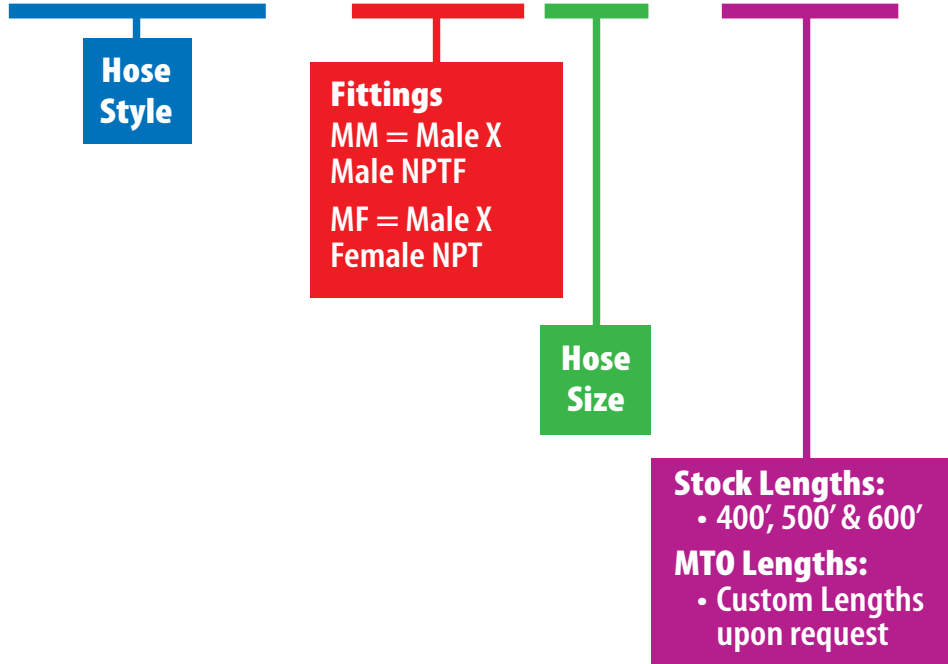 Hose
Style
Fittings
MM = Male X
Male NPTF
MF = Male X
Female NPT
Hose
Size
Stock Lengths:
• 400′, 500′ & 600′
MTO Lengths:
• Custom Lengths
upon request